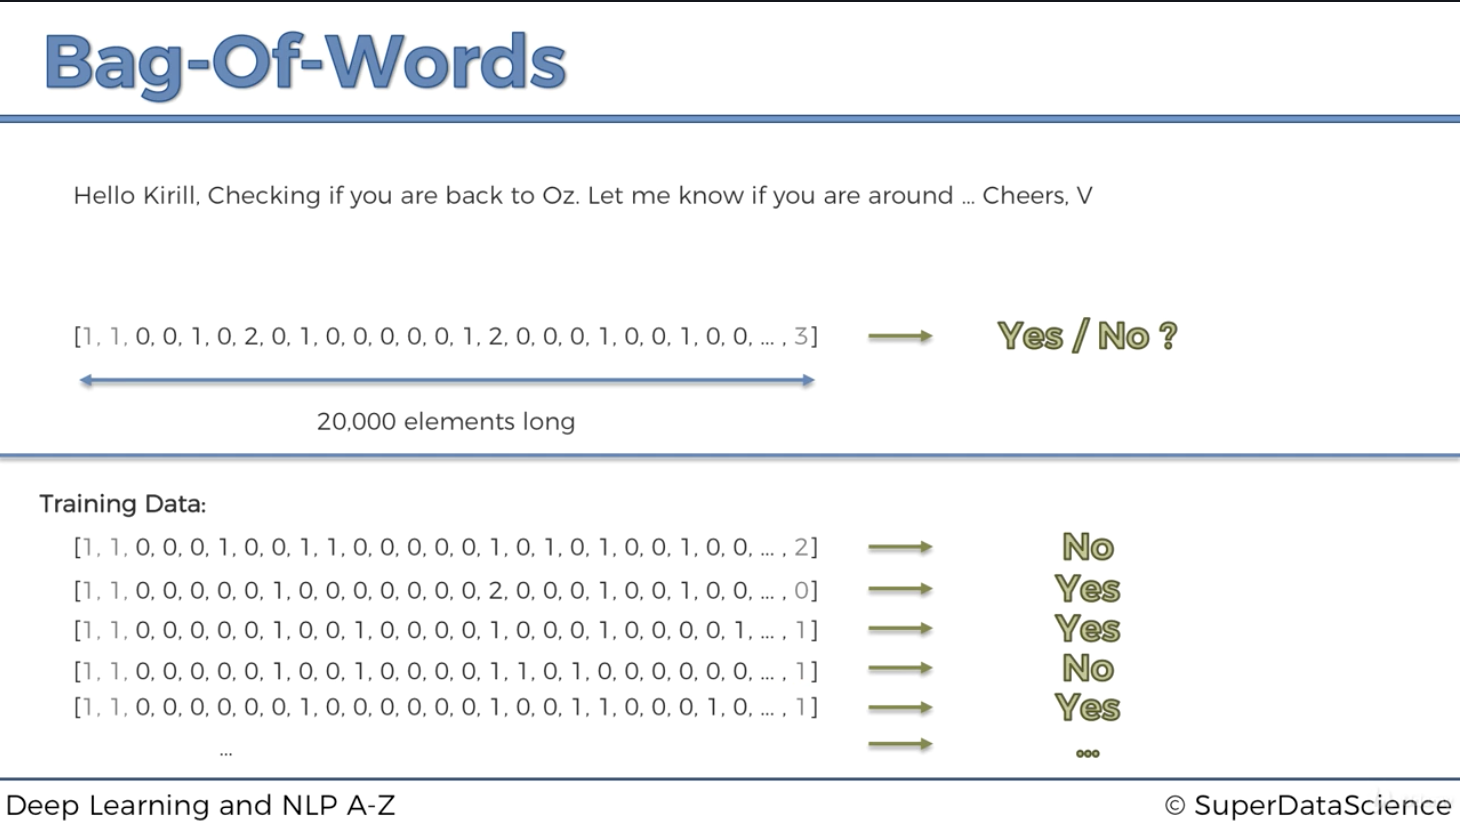 Bag-Of-Words
Hello Kirill, Checking if you are back to Oz. Let me know if you are around ... Cheers, V
[1, 1, 0, 0, 1, 0, 2, 0, 1, 0, 0, 0, 0, 0, 1, 2, 0, 0, 0, 1, 0, 0, 1, 0, 0, ... , 3]
Yes / No ?
20,000 elements long
Training Data:
[1, 1, 0, 0, 0, 1, 0, 0, 1, 1, 0, 0, 0, 0, 0, 1, 0, 1, 0, 1, 0, 0, 1, 0, 0, ... , 2]
No
[1, 1, 0, 0, 0, 0, 0, 1, 0, 0, 0, 0, 0, 0, 0, 2, 0, 0, 0, 1, 0, 0, 1, 0, 0, ... , 0]
Yes
[1, 1, 0, 0, 0, 0, 0, 1, 0, 0, 1, 0, 0, 0, 0, 1, 0, 0, 0, 1, 0, 0, 0, 0, 1, ... , 1]
Yes
[1, 1, 0, 0, 0, 0, 0, 1, 0, 0, 1, 0, 0, 0, 0, 1, 1, 0, 1, 0, 0, 0, 0, 0, 0, ... , 1]
No
[1, 1, 0, 0, 0, 0, 0, 0, 1, 0, 0, 0, 0, 0, 0, 1, 0, 0, 1, 1, 0, 0, 0, 1, 0, ... , 1]
Yes
...
...
Deep Learning and NLP A-Z
© SuperDataScience